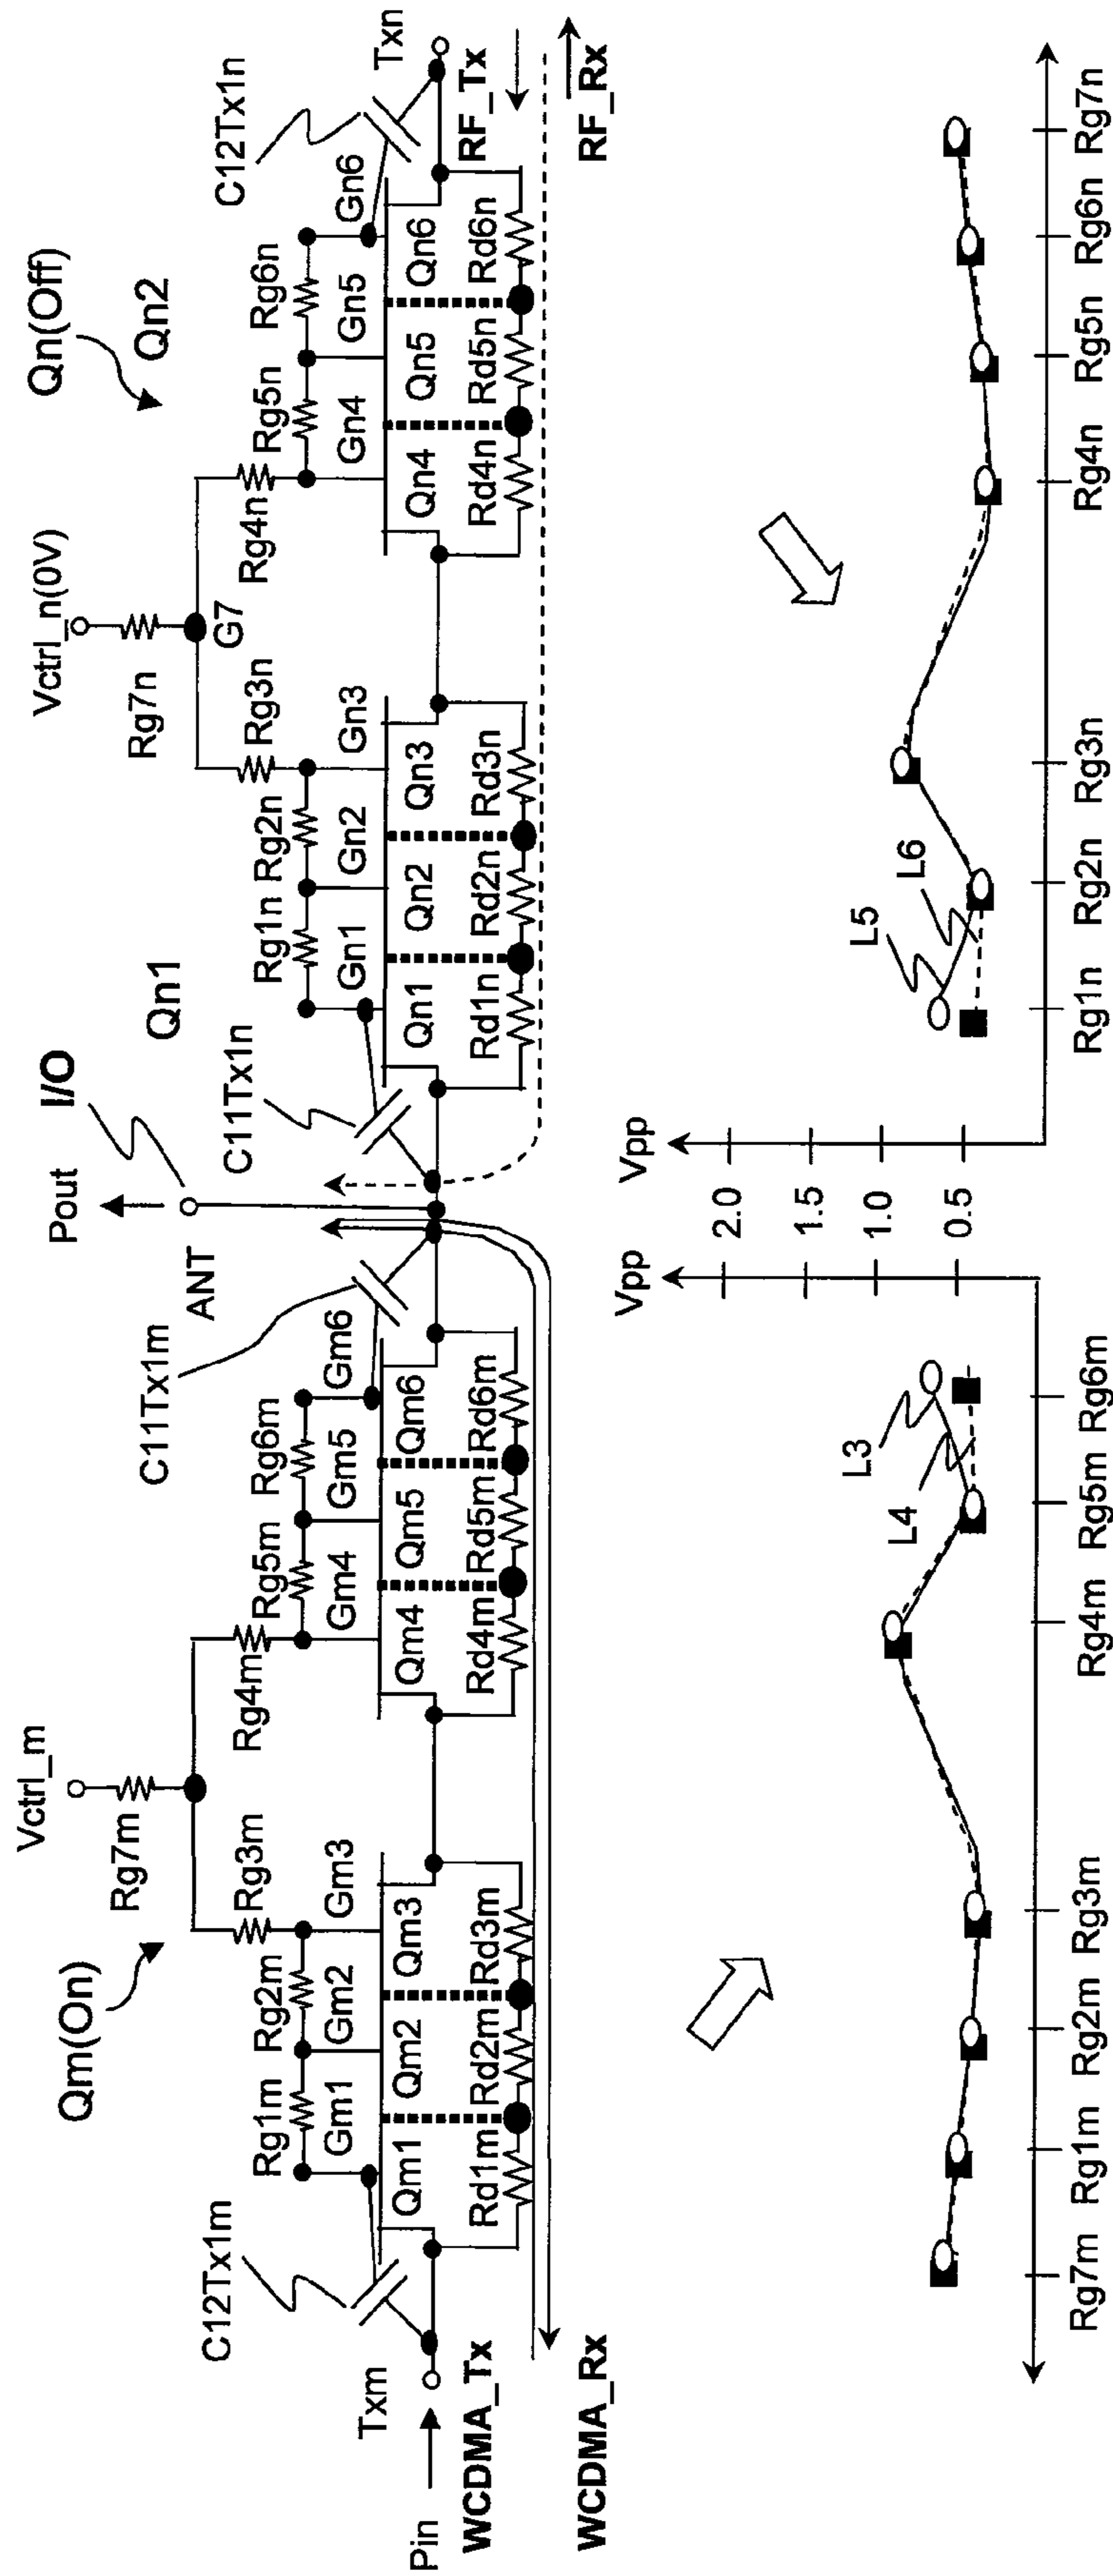 Qm(On)
Vctrl_m
Pout
I/O
Qn1
Vctrl_n(0V)
Qn(Off)
Qn2
Rg7m
ANT
Rg7n
G7
C12Tx1m
Rg3m
Rg4m
C11Tx1m
C11Tx1n
Rg3n
Rg4n
C12Tx1n
Rg1m
Rg2m
Rg5m
Rg6m
Rg1n
Rg2n
Rg5n
Rg6n
Gm1
Gm2
Gm3
Gm4
Gm5
Gm6
Gn1
Gn2
Gn3
Gn4
Gn5
Gn6
Txm
Txn
Qm1
Qm2
Qm3
Qm4
Qm5
Qm6
Qn1
Qn2
Qn3
Qn4
Qn5
Qn6
Pin
WCDMA_Tx
RF_Tx
Rd1m
Rd2m
Rd3m
Rd4m
Rd5m
Rd6m
Rd1n
Rd2n
Rd3n
Rd4n
Rd5n
Rd6n
WCDMA_Rx
RF_Rx
Vpp
Vpp
2.0
1.5
1.0
0.5
L3
L4
L5
L6
Rg7m
Rg1m
Rg2m
Rg3m
Rg4m
Rg5m
Rg6m
Rg1n
Rg2n
Rg3n
Rg4n
Rg5n
Rg6n
Rg7n